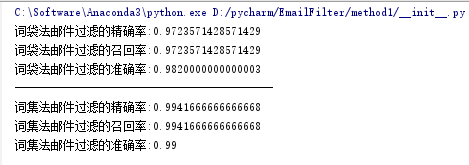 C:\Software\Anaconda3\python.exe D:/pycharm/EmailFilter/method1/__init__.py
词袋法邮件过滤的精确率:0.9723571428571429
词袋法邮件过滤的召回率:0.9723571428571429
词袋法邮件过滤的准确率:0.9820000000000003
词集法邮件过滤的精确率:0.9941666666666668
词集法邮件过滤的召回率:0.9941666666666668
词集法邮件过滤的准确率:0.99